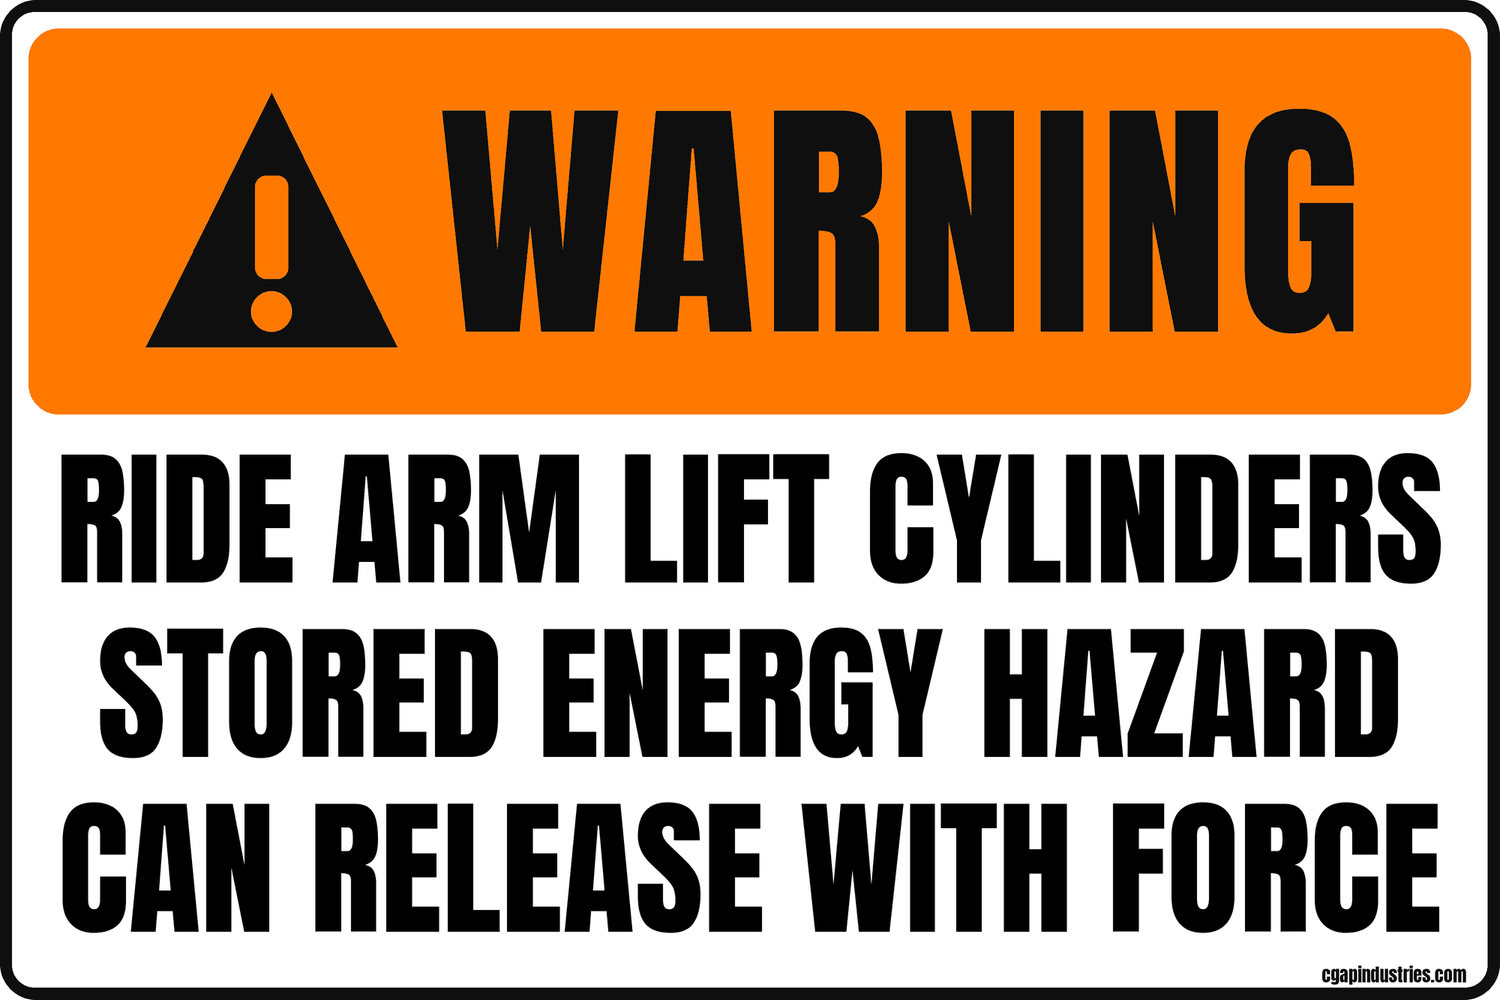 WARNING
RIDE ARM LIFT CYLINDERS
STORED ENERGY HAZARD
CAN RELEASE WITH FORCE
cgapindustries.com